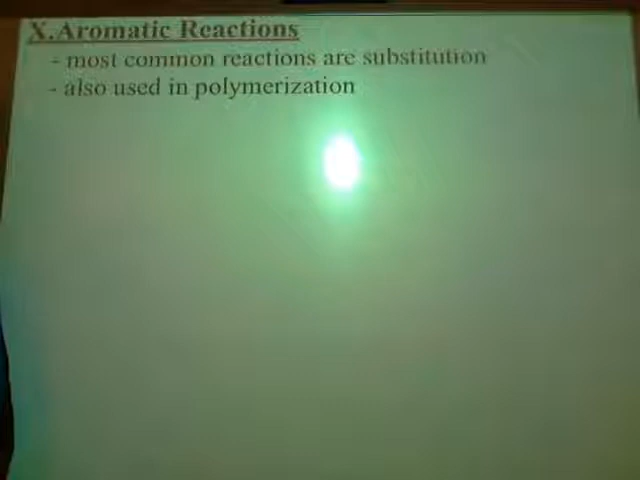 X.Aromatic Reactions
- most common reactions are substitution
- also used in polymerization